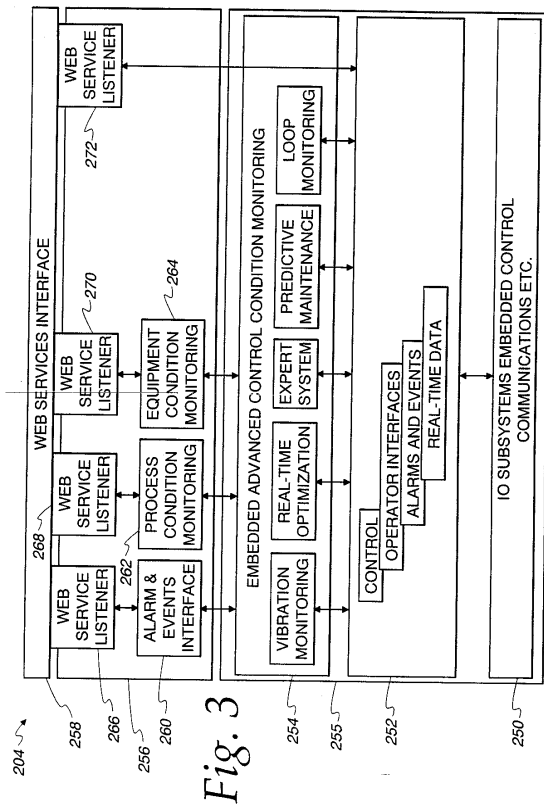 204
258
WEB SERVICES INTERFACE
268
266
WEB
SERVICE
LISTENER
WEB
SERVICE
LISTENER
270
WEB
SERVICE
LISTENER
272
WEB
SERVICE
LISTENER
256
260
ALARM &
EVENTS
INTERFACE
262
PROCESS
CONDITION
MONITORING
264
EQUIPMENT
CONDITION
MONITORING
Fig. 3
EMBEDDED ADVANCED CONTROL CONDITION MONITORING
254
VIBRATION
MONITORING
REAL-TIME
OPTIMIZATION
EXPERT
SYSTEM
PREDICTIVE
MAINTENANCE
LOOP
MONITORING
255
252
CONTROL
OPERATOR INTERFACES
ALARMS AND EVENTS
REAL-TIME DATA
250
IO SUBSYSTEMS EMBEDDED CONTROL
COMMUNICATIONS ETC.